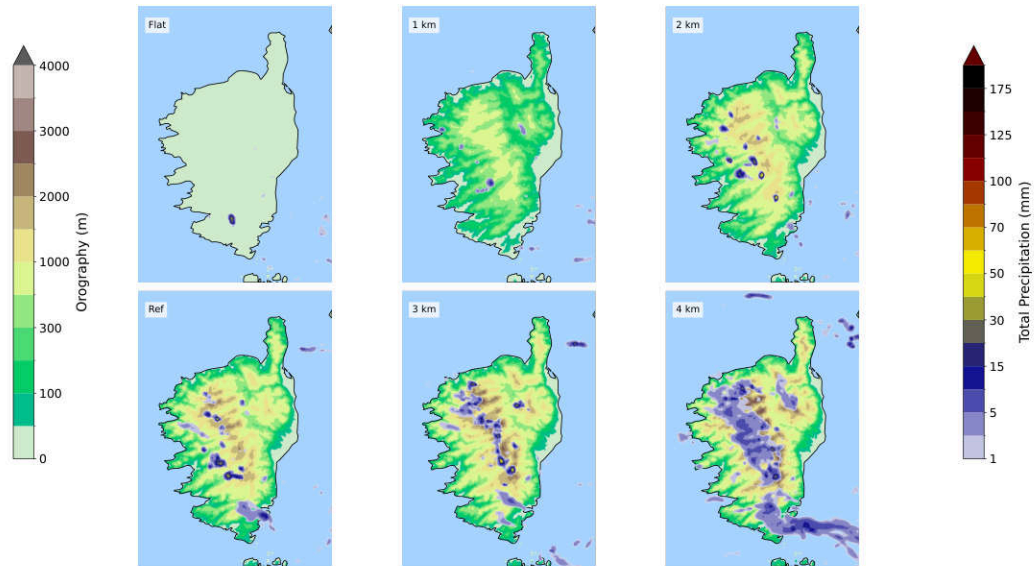 Flat
1 km
2 km
Ref
3 km
4 km
4000
3000
2000
1000
300
100
0
Orography (m)
175
125
100
70
50
30
15
5
1
Total Precipitation (mm)